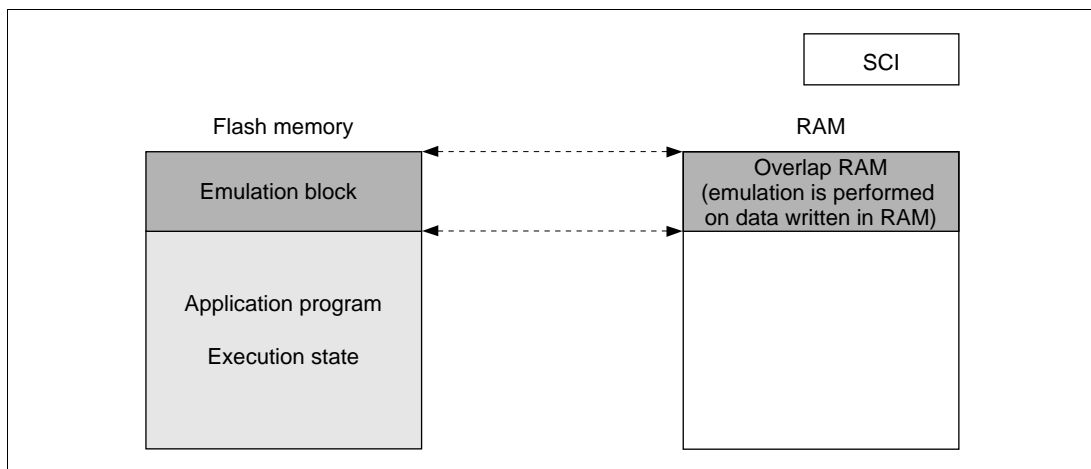 SCI
Flash memory
RAM
Emulation block
Overlap RAM
(emulation is performed
on data written in RAM)
Application program
Execution state